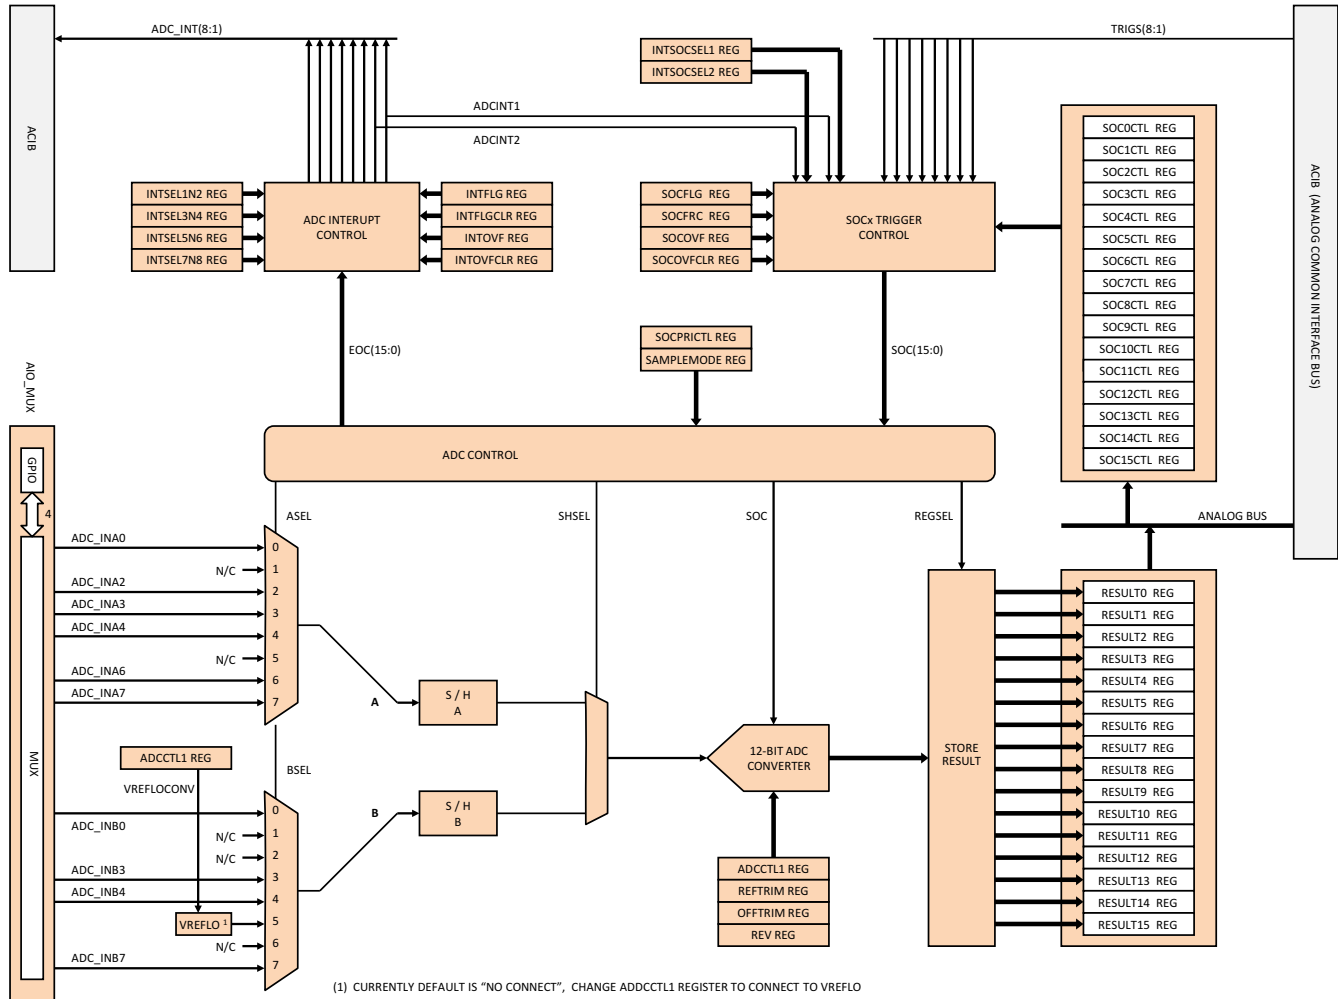 ADC_INT(8:1)
TRIGS(8:1)
INTSOCSEL1 REG
INTSOCSEL2 REG
ADCINT1
ADCINT2
ACIB
ACIB (ANALOG COMMON INTERFACE BUS)
INTSEL1N2 REG
INTSEL3N4 REG
INTSEL5N6 REG
INTSEL7N8 REG
ADC INTERUPT
CONTROL
INTFLG REG
INTFLGCLR REG
INTOVF REG
INTOVFCLR REG
SOCFLG REG
SOCFRC REG
SOCOVF REG
SOCOVFCLR REG
SOCx TRIGGER
CONTROL
SOC0CTL REG
SOC1CTL REG
SOC2CTL REG
SOC3CTL REG
SOC4CTL REG
SOC5CTL REG
SOC6CTL REG
SOC7CTL REG
SOC8CTL REG
SOC9CTL REG
SOC10CTL REG
SOC11CTL REG
SOC12CTL REG
SOC13CTL REG
SOC14CTL REG
SOC15CTL REG
EOC(15:0)
SOCPRICTL REG
SAMPLEMODE REG
SOC(15:0)
AIO_MUX
GPIO
4
MUX
ADC CONTROL
ASEL
SHSEL
SOC
REGSEL
ANALOG BUS
ADC_INA0
N/C
ADC_INA2
ADC_INA3
ADC_INA4
N/C
ADC_INA6
ADC_INA7
0
1
2
3
4
5
6
7
A
S / H
A
ADCCTL1 REG
VREFLOCONV
BSEL
ADC_INB0
N/C
N/C
ADC_INB3
ADC_INB4
VREFLO 1
N/C
ADC_INB7
0
1
2
3
4
5
6
7
B
S / H
B
12-BIT ADC
CONVERTER
ADCCTL1 REG
REFTRIM REG
OFFTRIM REG
REV REG
STORE
RESULT
RESULT0 REG
RESULT1 REG
RESULT2 REG
RESULT3 REG
RESULT4 REG
RESULT5 REG
RESULT6 REG
RESULT7 REG
RESULT8 REG
RESULT9 REG
RESULT10 REG
RESULT11 REG
RESULT12 REG
RESULT13 REG
RESULT14 REG
RESULT15 REG
(1) CURRENTLY DEFAULT IS “NO CONNECT”, CHANGE ADDCCTL1 REGISTER TO CONNECT TO VREFLO